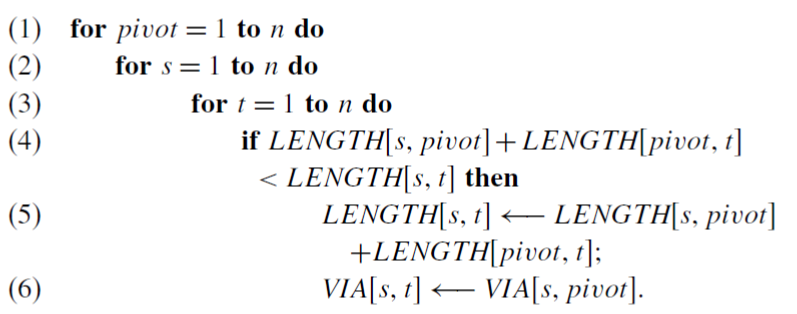 (1) for pivot = 1 to n do
(2) for s = 1 to n do
(3) for t = 1 to n do
(4) if LENGTH[s, pivot] + LENGTH[pivot, t]
< LENGTH[s, t] then
(5) LENGTH[s, t] ⟵ LENGTH[s, pivot]
+LENGTH[pivot, t];
(6) VIA[s, t] ⟵ VIA[s, pivot].